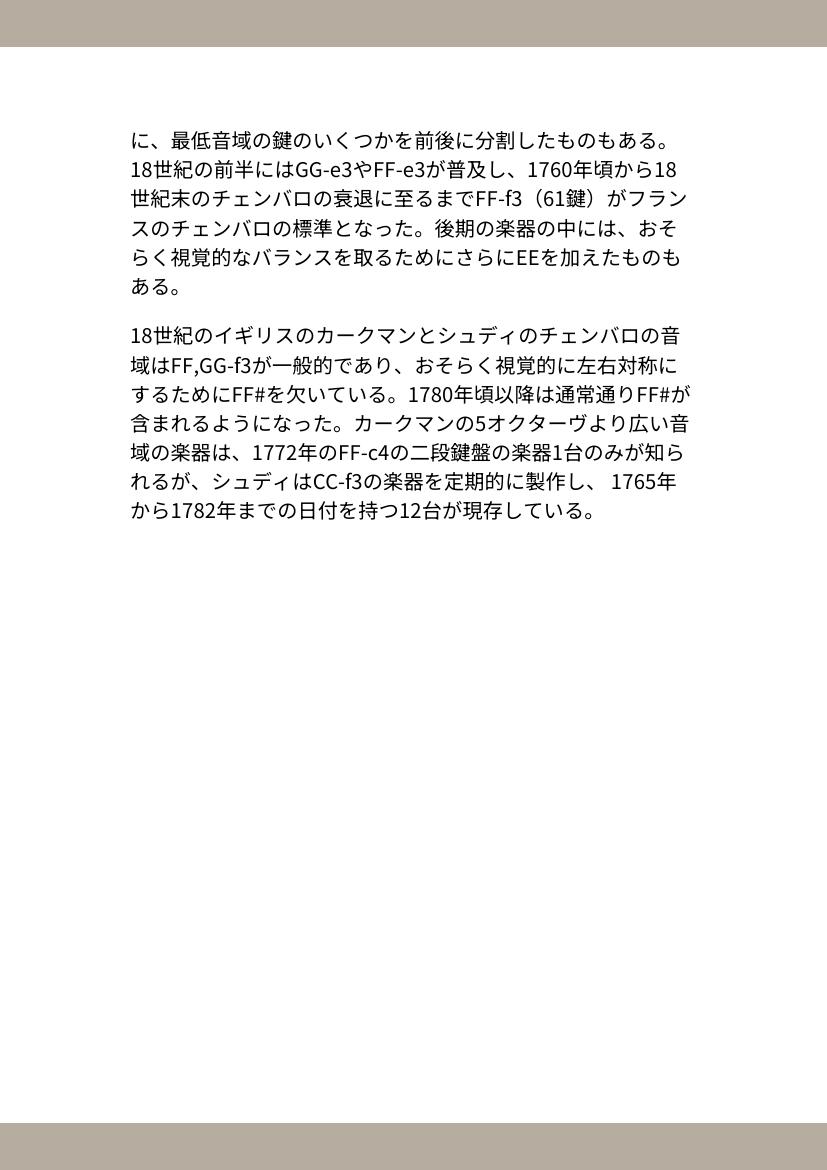 に、最低音域の鍵のいくつかを前後に分割したものもある。
18世紀の前半にはGG-e3やFF-e3が普及し、1760年頃から18
世紀末のチェンバロの衰退に至るまでFF-f3（61鍵）がフラン
スのチェンバロの標準となった。後期の楽器の中には、おそ
らく視覚的なバランスを取るためにさらにEEを加えたものも
ある。
18世紀のイギリスのカークマンとシュディのチェンバロの音
域はFF,GG-f3が一般的であり、おそらく視覚的に左右対称に
するためにFF#を欠いている。1780年頃以降は通常通りFF#が
含まれるようになった。カークマンの5オクターヴより広い音
域の楽器は、1772年のFF-c4の二段鍵盤の楽器1台のみが知ら
れるが、シュディはCC-f3の楽器を定期的に製作し、 1765年
から1782年までの日付を持つ12台が現存している。